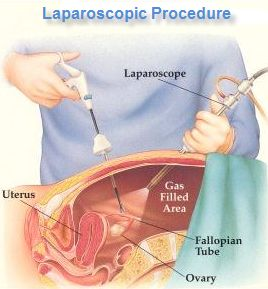 Laparoscopic Procedure
Laparoscope
Uterus
Gas
Filled
Area
Fallopian
Tube
Ovary